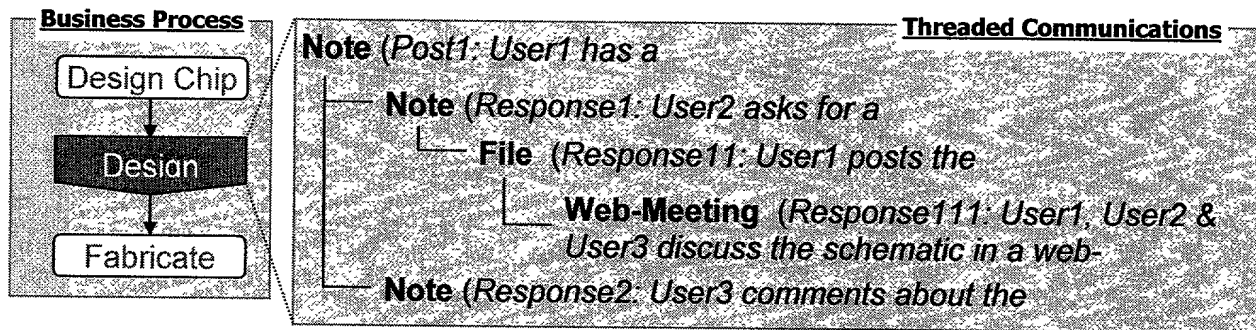 Business Process
Design Chip
Design
Fabricate
Threaded Communications
Note (Post1: User1 has a
Note (Response1: User2 asks for a
File (Response11: User1 posts the
Web-Meeting (Response111: User1, User2 &
User3 discuss the schematic in a web-
Note (Response2: User3 comments about the